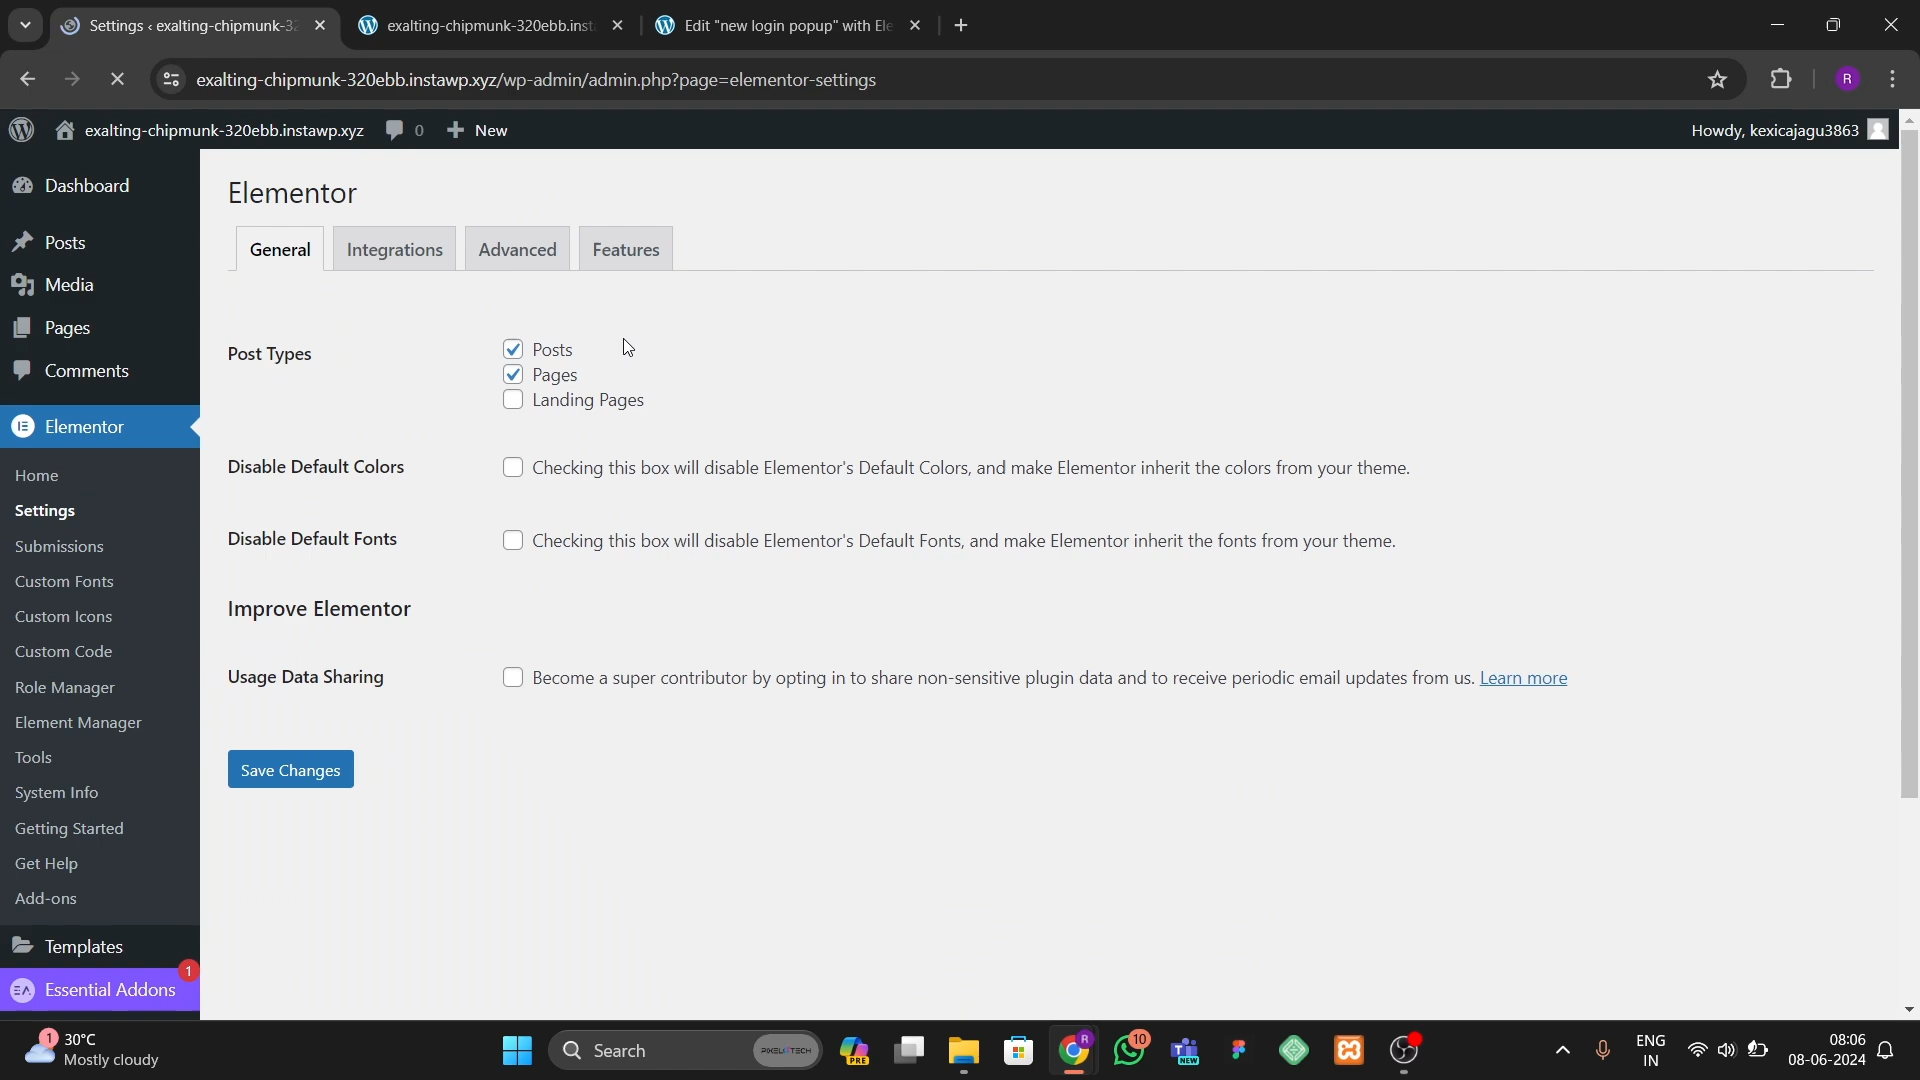 Settings ‹ exalting-chipmunk-32
exalting-chipmunk-320ebb.inst
Edit "new login popup" with Ele
exalting-chipmunk-320ebb.instawp.xyz/wp-admin/admin.php?page=elementor-settings
R
exalting-chipmunk-320ebb.instawp.xyz
0
New
Howdy, kexicajagu3863
Dashboard
Posts
Media
Pages
Comments
Elementor
Home
Settings
Submissions
Custom Fonts
Custom Icons
Custom Code
Role Manager
Element Manager
Tools
System Info
Getting Started
Get Help
Add-ons
Templates
1
Essential Addons
Elementor
General
Integrations
Advanced
Features
Post Types
Posts
Pages
Landing Pages
Disable Default Colors
Checking this box will disable Elementor's Default Colors, and make Elementor inherit the colors from your theme.
Disable Default Fonts
Checking this box will disable Elementor's Default Fonts, and make Elementor inherit the fonts from your theme.
Improve Elementor
Usage Data Sharing
Become a super contributor by opting in to share non-sensitive plugin data and to receive periodic email updates from us. Learn more
Save Changes
1
30°C
Mostly cloudy
Search
PRE
R
10
NEW
ENG
IN
08:06
08-06-2024